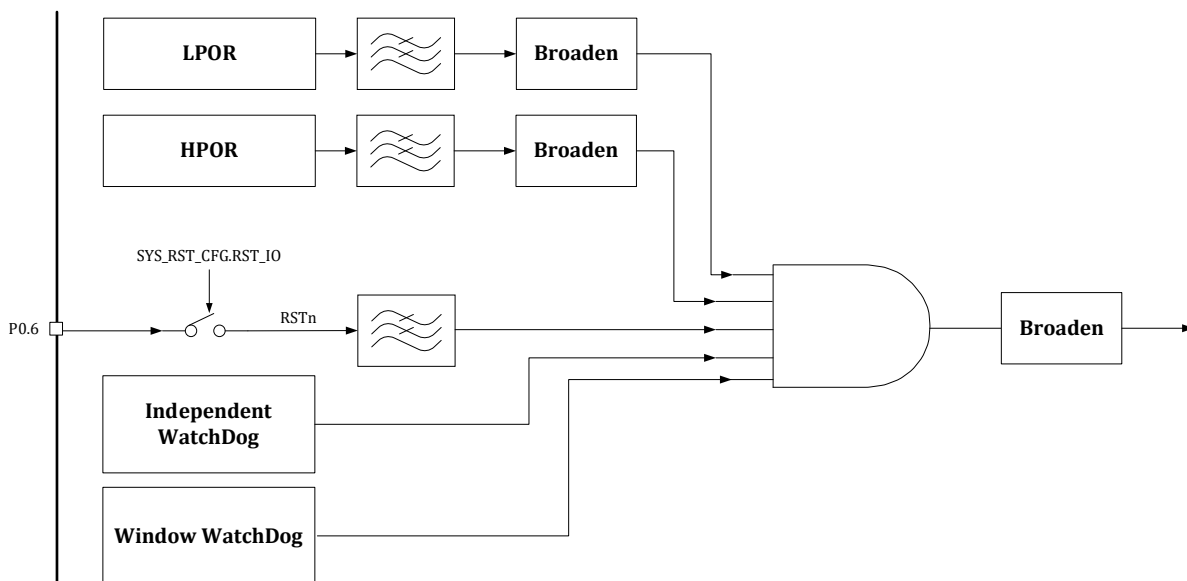 LPOR
Broaden
HPOR
Broaden
SYS_RST_CFG.RST_IO
P0.6
RSTn
Broaden
Independent
WatchDog
Window WatchDog